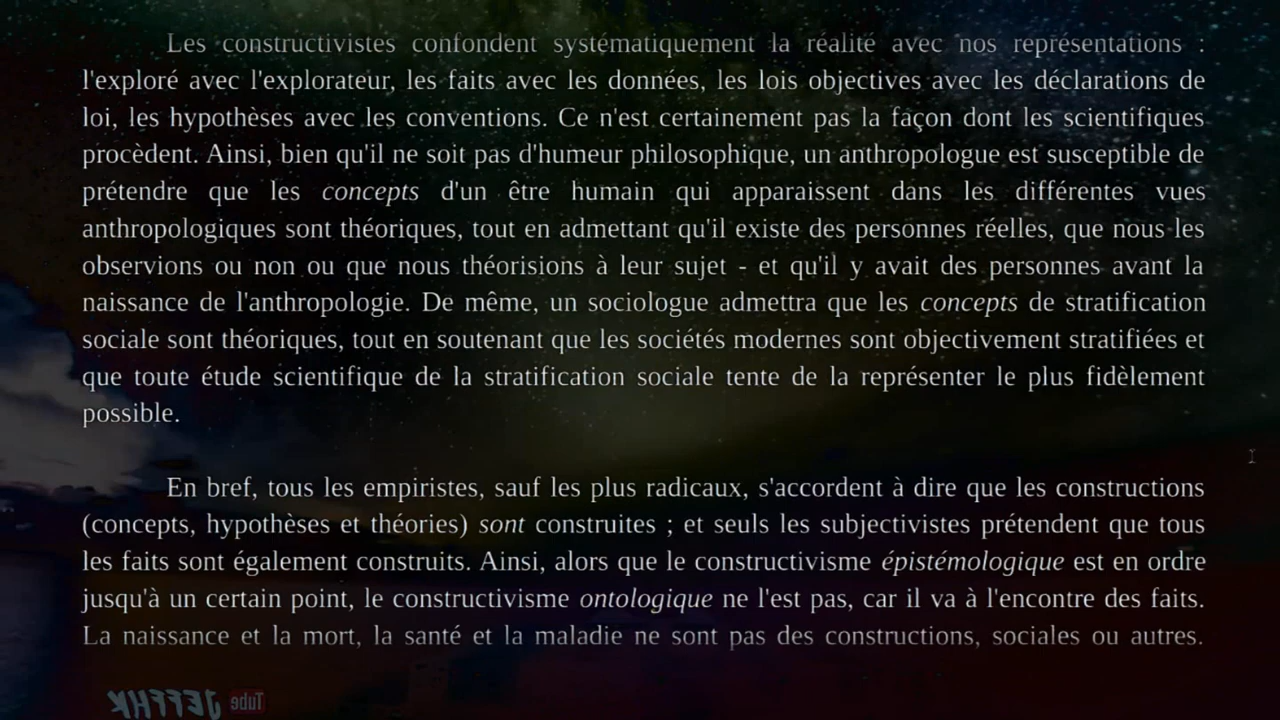 Les constructivistes confondent systématiquement la réalité avec nos représentations :
l'exploré avec l'explorateur, les faits avec les données, les lois objectives avec les déclarations de
loi, les hypothèses avec les conventions. Ce n'est certainement pas la façon dont les scientifiques
procèdent. Ainsi, bien qu'il ne soit pas d'humeur philosophique, un anthropologue est susceptible de
prétendre que les concepts d'un être humain qui apparaissent dans les différentes vues
anthropologiques sont théoriques, tout en admettant qu'il existe des personnes réelles, que nous les
observions ou non ou que nous théorisions à leur sujet - et qu'il y avait des personnes avant la
naissance de l'anthropologie. De même, un sociologue admettra que les concepts de stratification
sociale sont théoriques, tout en soutenant que les sociétés modernes sont objectivement stratifiées et
que toute étude scientifique de la stratification sociale tente de la représenter le plus fidèlement
possible.
En bref, tous les empiristes, sauf les plus radicaux, s'accordent à dire que les constructions
(concepts, hypothèses et théories) sont construites ; et seuls les subjectivistes prétendent que tous
les faits sont également construits. Ainsi, alors que le constructivisme épistémologique est en ordre
jusqu'à un certain point, le constructivisme ontologique ne l'est pas, car il va à l'encontre des faits.
La naissance et la mort, la santé et la maladie ne sont pas des constructions, sociales ou autres.
Tube JEFFHK